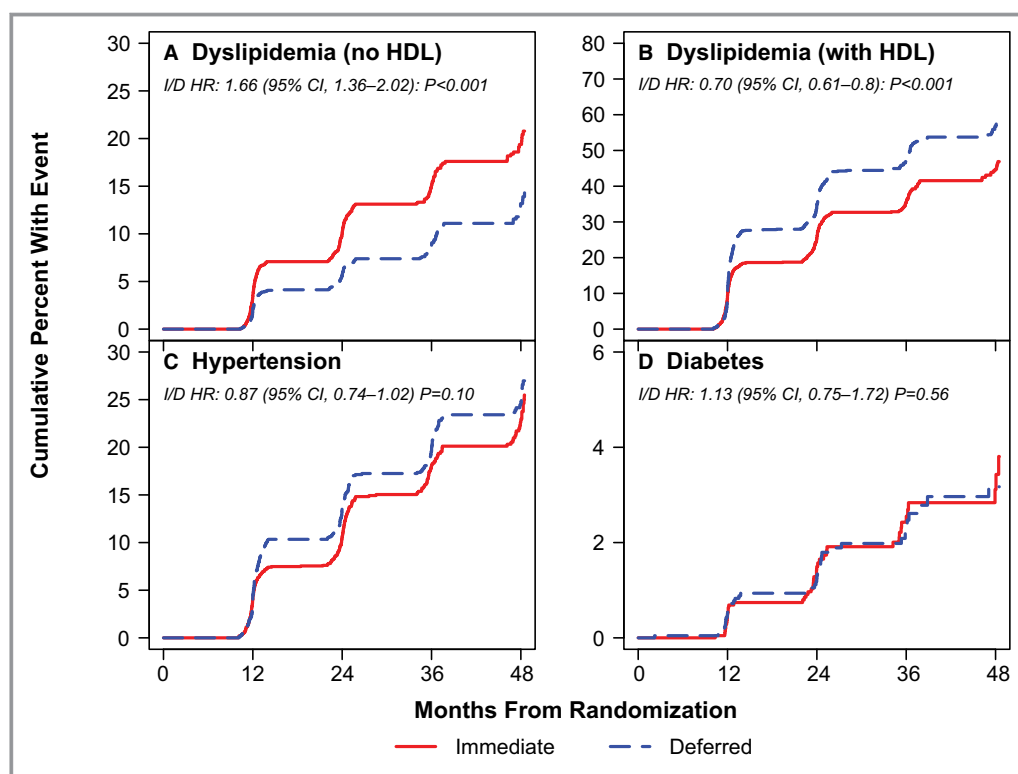 Cumulative Percent With Event
A Dyslipidemia (no HDL)
I/D HR: 1.66 (95% CI, 1.36–2.02): P<0.001
30
25
20
15
10
5
0
B Dyslipidemia (with HDL)
I/D HR: 0.70 (95% CI, 0.61–0.8): P<0.001
80
70
60
50
40
30
20
10
0
C Hypertension
I/D HR: 0.87 (95% CI, 0.74–1.02) P=0.10
30
25
20
15
10
5
0
0 12 24 36 48
D Diabetes
I/D HR: 1.13 (95% CI, 0.75–1.72) P=0.56
6
4
2
0
0 12 24 36 48
Months From Randomization
Immediate Deferred